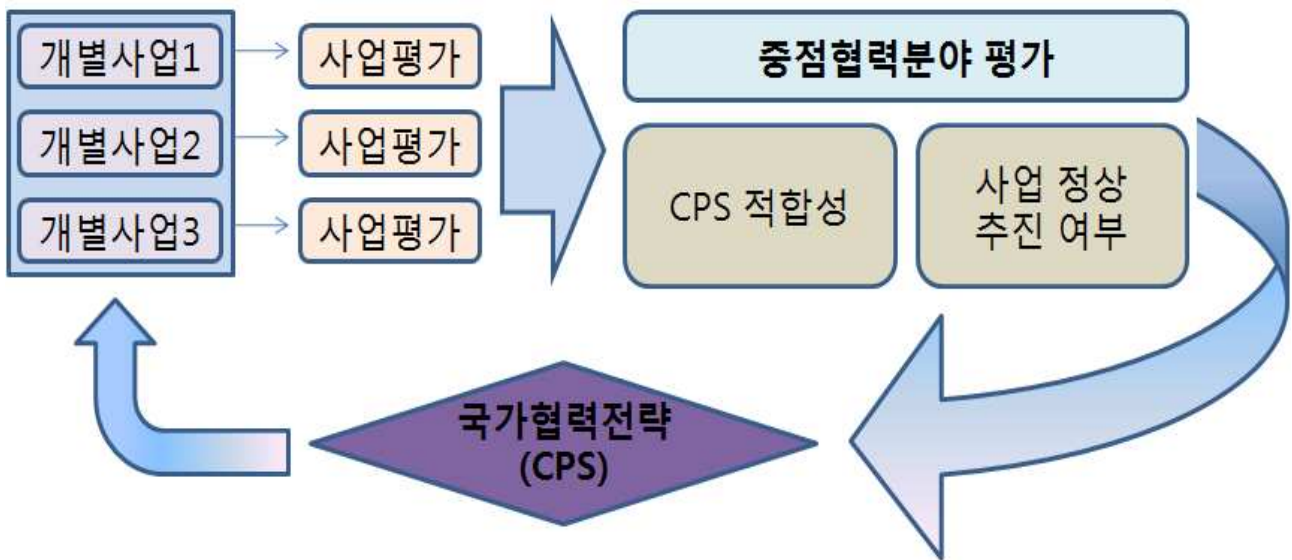 개별사업1
사업평가
개별사업2
사업평가
개별사업3
사업평가
중점협력분야 평가
CPS 적합성
사업 정상
추진 여부
국가협력전략
(CPS)